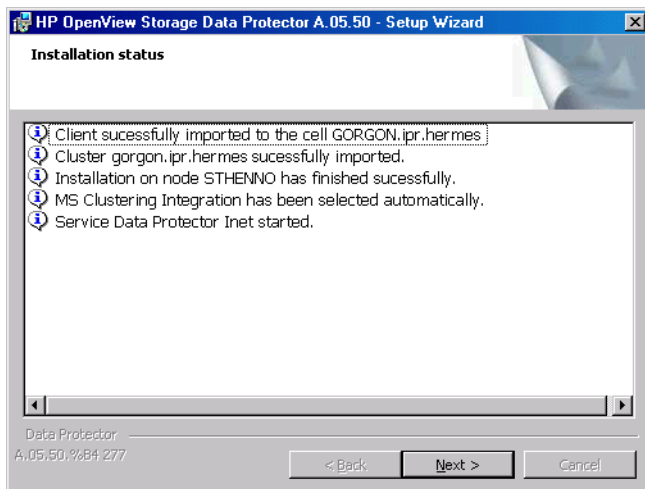 HP OpenView Storage Data Protector A.05.50 - Setup Wizard
Installation status
Client sucessfully imported to the cell GORGON.ipr.hermes
Cluster gorgon.ipr.hermes sucessfully imported.
Installation on node STHENNO has finished sucessfully.
MS Clustering Integration has been selected automatically.
Service Data Protector Inet started.
Data Protector
A.05.50.%B4 277
< Back Next > Cancel